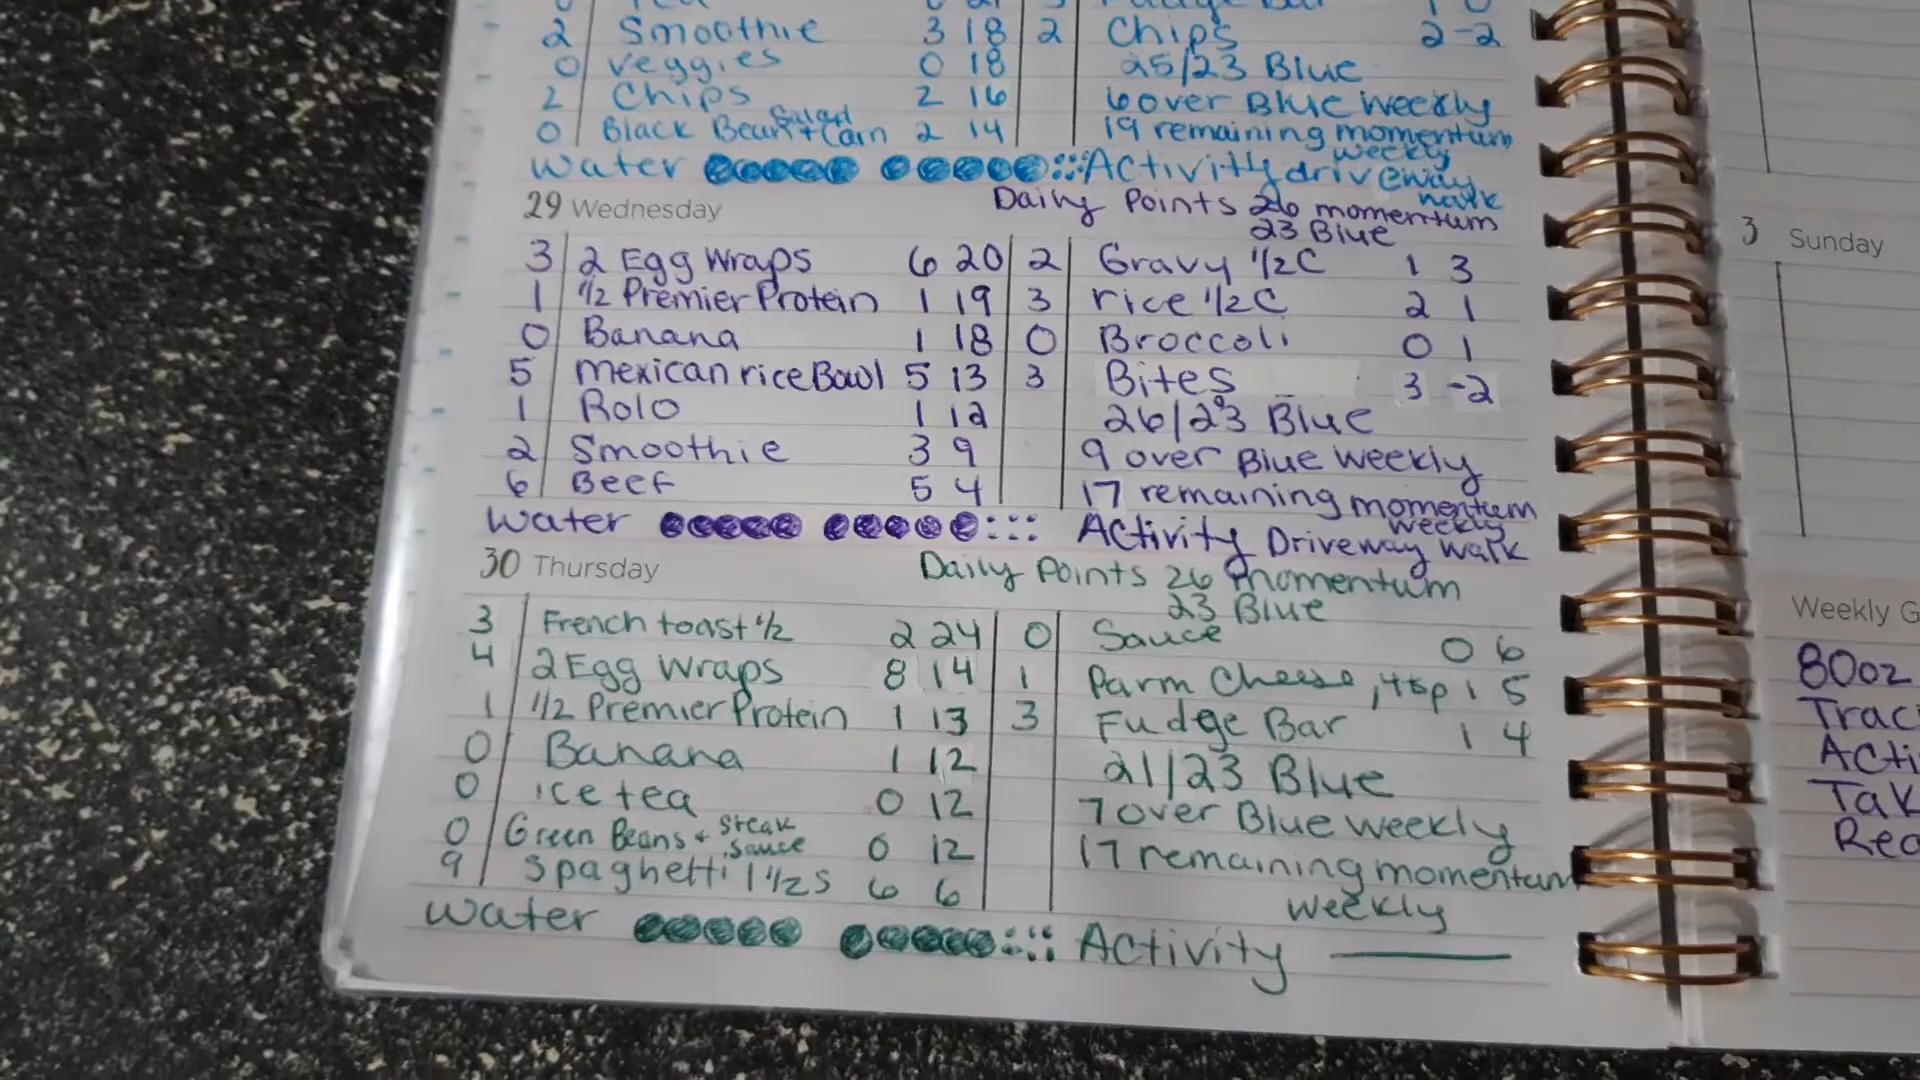 2 Smoothie 3 18 2 Chips 2 -2
0 veggies 0 18 25/23 Blue
2 Chips 2 16 6 over Blue weekly
0 Black Bean + Corn Salad 2 14 19 remaining momentum weekly
Water Activity driveway walk
29 Wednesday Daily Points 26 momentum
23 Blue
3 2 Egg Wraps 6 20 2 Gravy 1/2C 1 3
1 1/2 Premier Protein 1 19 3 rice 1/2C 2 1
0 Banana 1 18 0 Broccoli 0 1
5 mexican rice Bowl 5 13 3 Bites 3 -2
1 Rolo 1 12 26/23 Blue
2 Smoothie 3 9 9 over Blue weekly
6 Beef 5 4 17 remaining momentum weekly
Water Activity Driveway walk
30 Thursday Daily Points 26 momentum
23 Blue
3 French toast 1/2 2 24 0 Sauce 0 6
4 2 Egg Wraps 8 14 1 Parm Cheese, 4tsp 1 5
1 1/2 Premier Protein 1 13 3 Fudge Bar 1 4
0 Banana 1 12 21/23 Blue
0 ice tea 0 12 7 over Blue weekly
0 Green Beans + Steak Sauce 0 12 17 remaining momentum
9 Spaghetti 1 1/2 s 6 6 weekly
Water Activity
3 Sunday
Weekly G
80oz
Trac
Acti
Tak
Rea